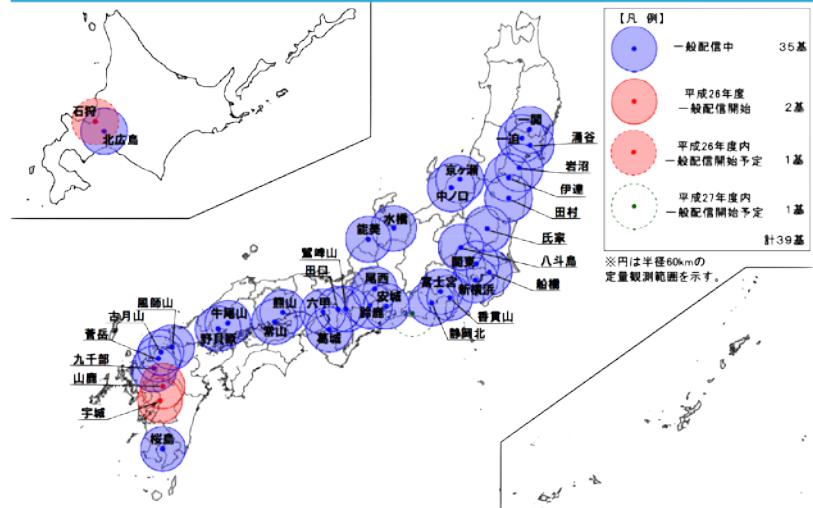 【凡 例】
一般配信中 35基
平成26年度
一般配信開始 2基
平成26年度内
一般配信開始予定 1基
平成27年度内
一般配信開始予定 1基
計39基
※円は半径60kmの
定量観測範囲を示す。
石狩
北広島
一関
一迫
涌谷
岩沼
伊達
田村
氏家
八斗島
船橋
京ヶ瀬
中ノ口
水橋
能美
関東
新横浜
富士宮
香貫山
静岡北
鷲峰山
田口
尾西
安城
鈴鹿
六甲
葛城
熊山
常山
牛尾山
野貝原
風師山
古月山
菅岳
九千部
山鹿
宇城
桜島